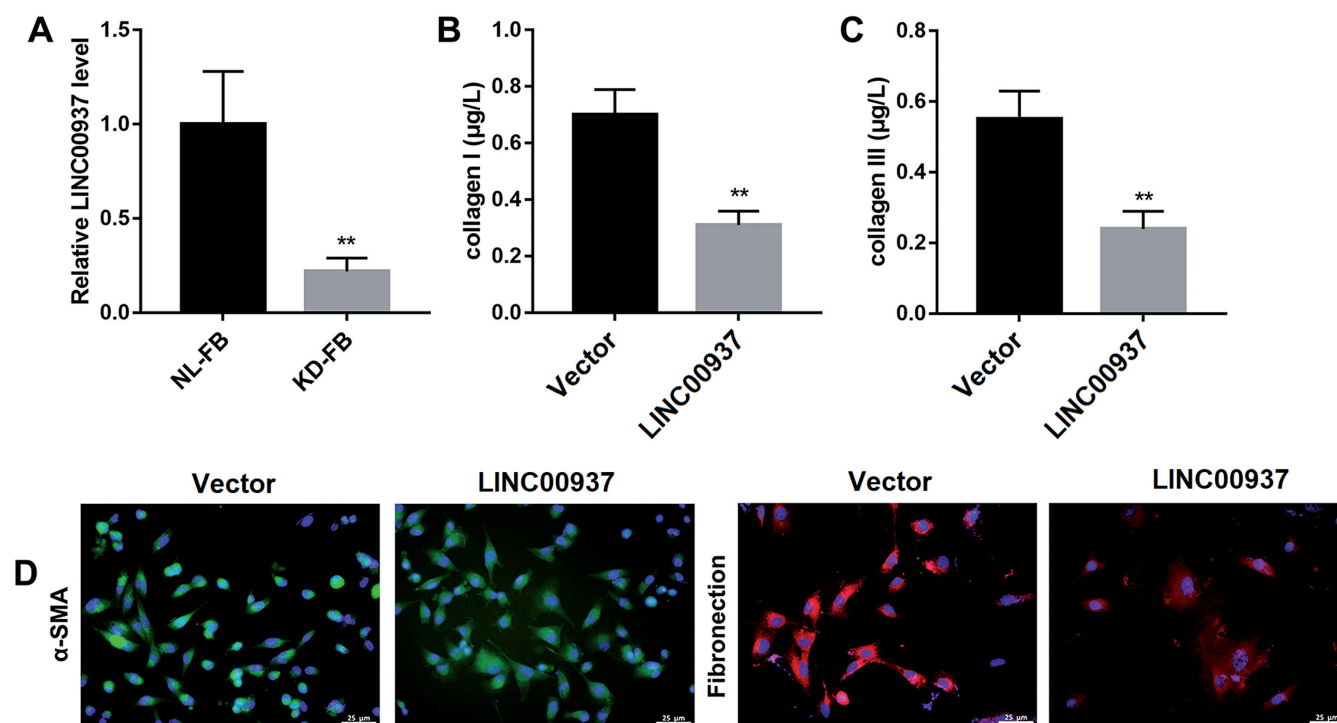 A
Relative LINC00937 level
1.5
1.0
0.5
0.0
**
NL-FB
KD-FB
B
collagen I (μg/L)
1.0
0.8
0.6
0.4
0.2
0.0
**
Vector
LINC00937
C
collagen III (μg/L)
0.8
0.6
0.4
0.2
0.0
**
Vector
LINC00937
D
α-SMA
Vector
LINC00937
25 μm
25 μm
Fibronection
Vector
LINC00937
25 μm
25 μm